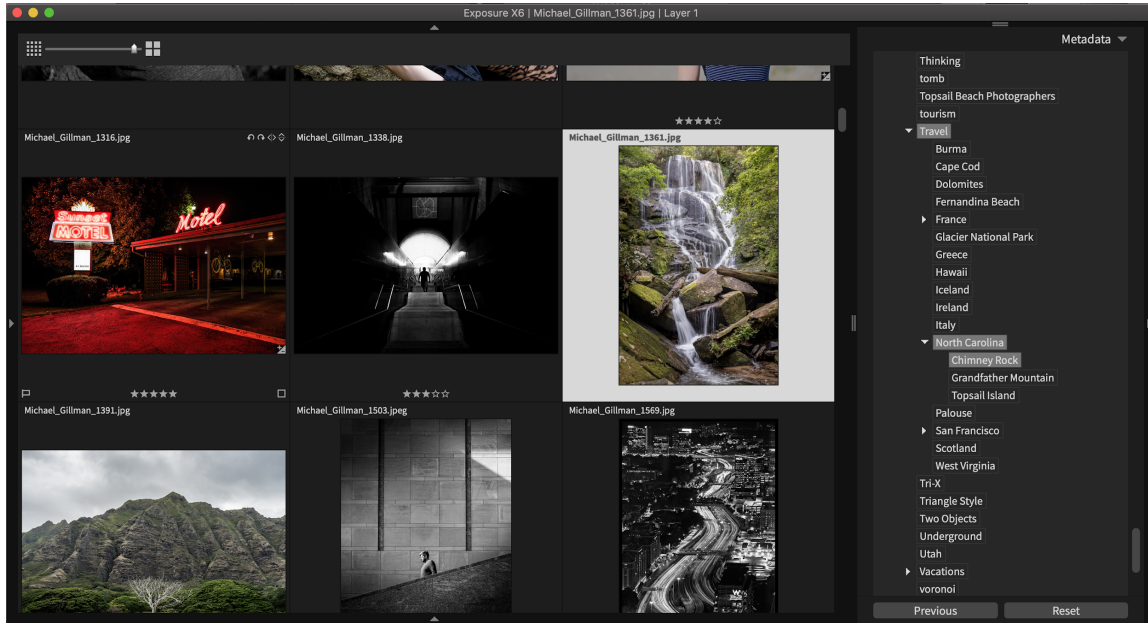 Exposure X6 | Michael_Gillman_1361.jpg | Layer 1
Metadata
Michael_Gillman_1316.jpg
Michael_Gillman_1338.jpg
Michael_Gillman_1361.jpg
Sunset
MOTEL
Motel
Michael_Gillman_1391.jpg
Michael_Gillman_1503.jpeg
Michael_Gillman_1569.jpg
W
Thinking
tomb
Topsail Beach Photographers
tourism
Travel
Burma
Cape Cod
Dolomites
Fernandina Beach
France
Glacier National Park
Greece
Hawaii
Iceland
Ireland
Italy
North Carolina
Chimney Rock
Grandfather Mountain
Topsail Island
Palouse
San Francisco
Scotland
West Virginia
Tri-X
Triangle Style
Two Objects
Underground
Utah
Vacations
voronoi
Previous
Reset